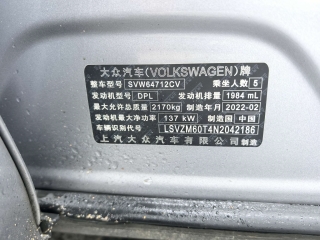 大众汽车(VOLKSWAGEN)牌
整车型号 SVW64712CV 乘坐人数 5
发动机型号 DPL 发动机排量 1984 mL
最大允许总质量 2170kg 制造年月 2022-02
发动机最大净功率 137 kW 制造国 中国
车辆识别代号 LSVZM60T4N2042186
上汽大众汽车有限公司 制造